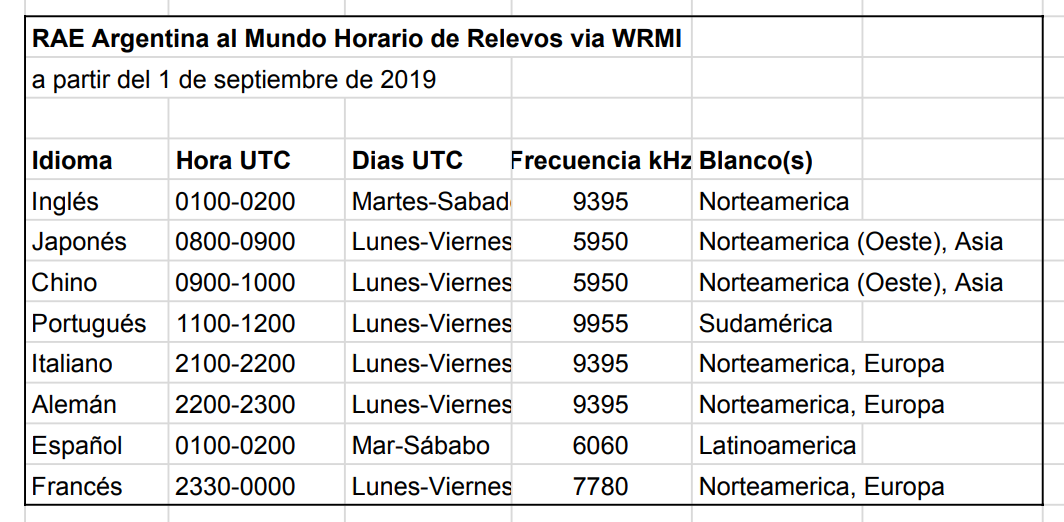 RAE Argentina al Mundo Horario de Relevos via WRMI
a partir del 1 de septiembre de 2019
Idioma Hora UTC Dias UTC Frecuencia kHz Blanco(s)
Inglés 0100-0200 Martes-Sabad 9395 Norteamerica
Japonés 0800-0900 Lunes-Viernes 5950 Norteamerica (Oeste), Asia
Chino 0900-1000 Lunes-Viernes 5950 Norteamerica (Oeste), Asia
Portugués 1100-1200 Lunes-Viernes 9955 Sudamérica
Italiano 2100-2200 Lunes-Viernes 9395 Norteamerica, Europa
Alemán 2200-2300 Lunes-Viernes 9395 Norteamerica, Europa
Español 0100-0200 Mar-Sábabo 6060 Latinoamerica
Francés 2330-0000 Lunes-Viernes 7780 Norteamerica, Europa